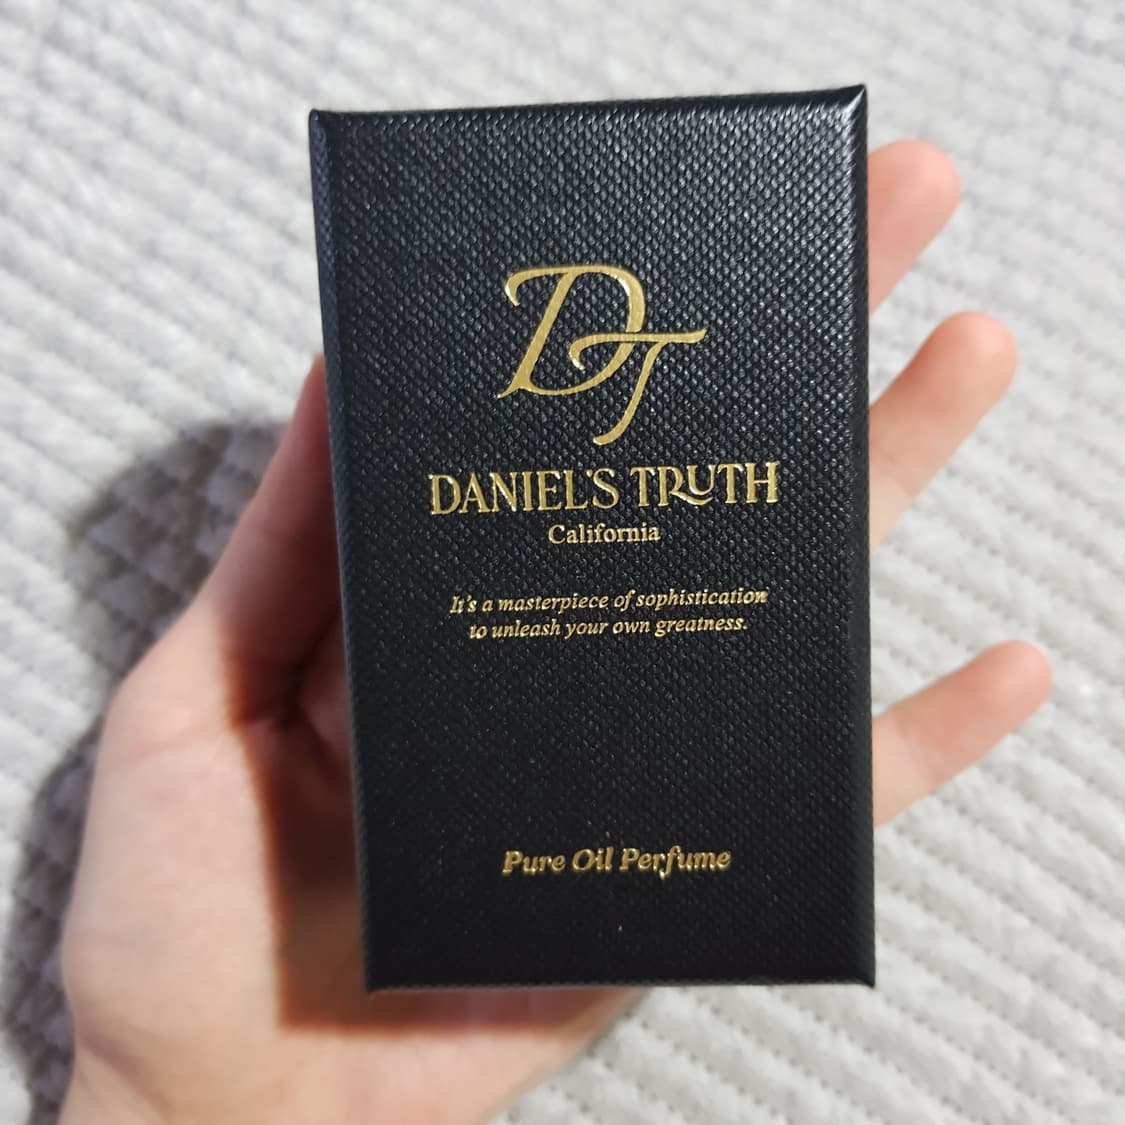 DT
DANIEL'S TRUTH
California
It's a masterpiece of sophistication
to unleash your own greatness.
Pure Oil Perfume